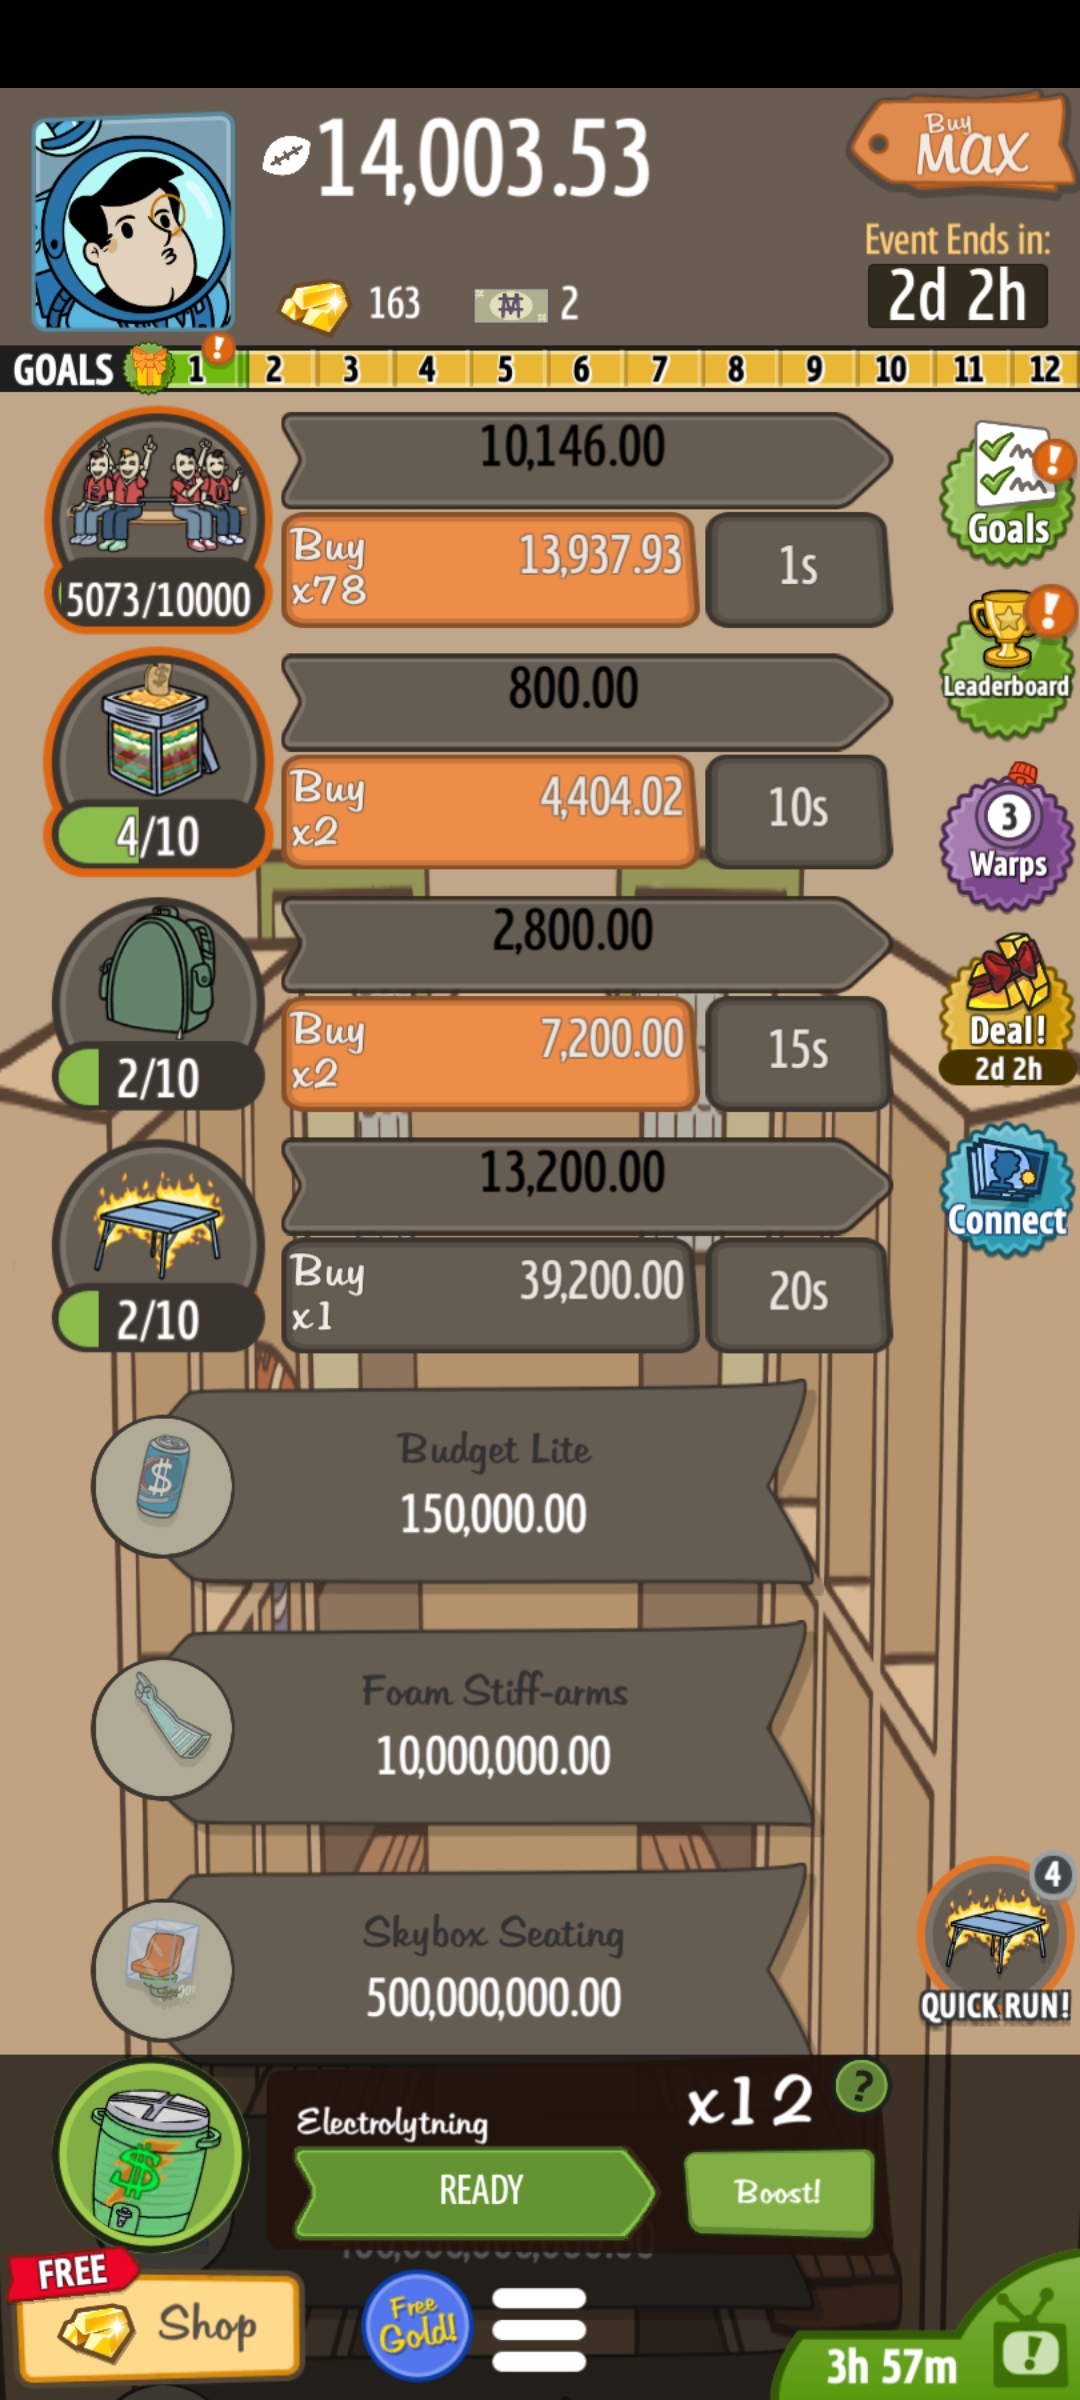 14,003.53
Buy
MAX
Event Ends in:
2d 2h
163
2
GOALS 1 ! 2 3 4 5 6 7 8 9 10 11 12
10,146.00
Buy
x78
13,937.93
1s
5073/10000
!
Goals
800.00
Buy
x2
4,404.02
10s
4/10
!
Leaderboard
3
Warps
2,800.00
Buy
x2
7,200.00
15s
2/10
Deal!
2d 2h
13,200.00
Buy
x1
39,200.00
20s
2/10
Connect
Budget Lite
150,000.00
Foam Stiff-arms
10,000,000.00
Skybox Seating
500,000,000.00
4
QUICK RUN!
Electrolytning
x12
?
READY
Boost!
FREE
Shop
Free
Gold!
3h 57m
!